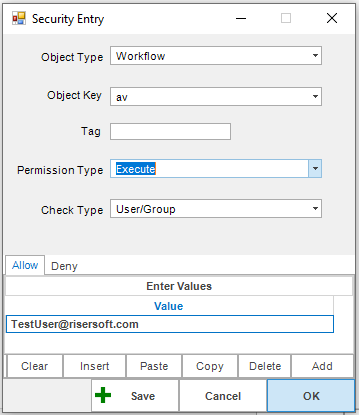 Security Entry
Object Type Workflow
Object Key av
Tag
Permission Type Execute
Check Type User/Group
Allow Deny
Enter Values
Value
TestUser@risersoft.com
Clear Insert Paste Copy Delete Add
Save Cancel OK